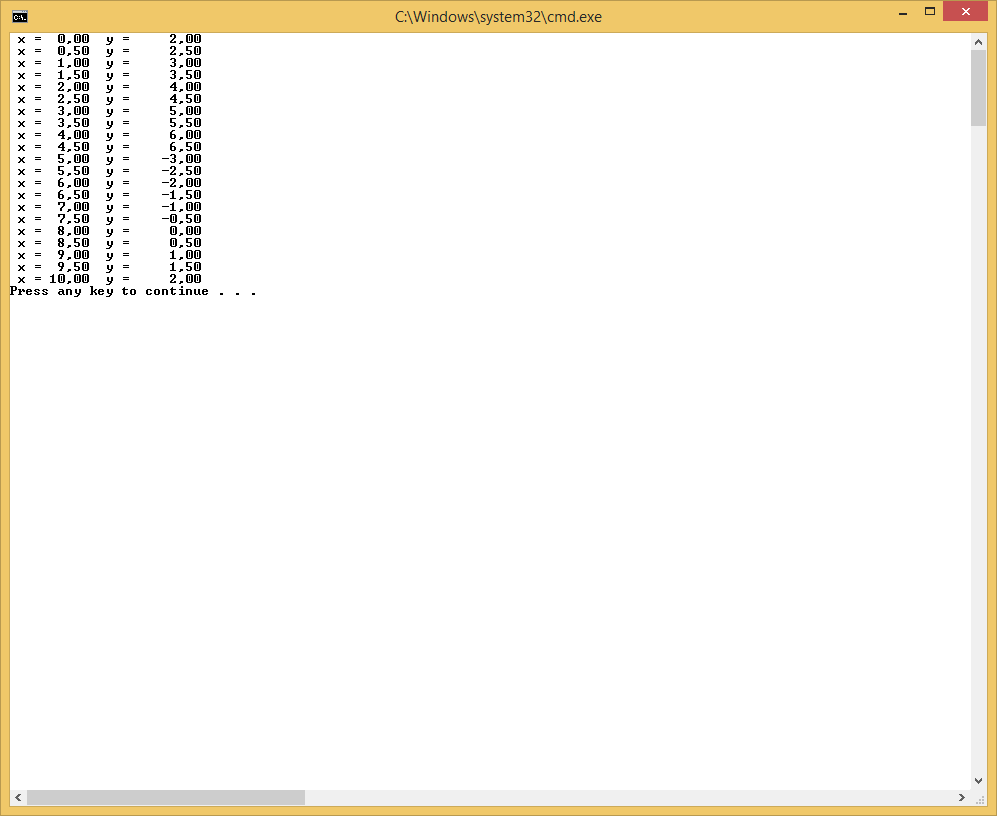 C:\Windows\system32\cmd.exe
x =  0,00  y =     2,00
x =  0,50  y =     2,50
x =  1,00  y =     3,00
x =  1,50  y =     3,50
x =  2,00  y =     4,00
x =  2,50  y =     4,50
x =  3,00  y =     5,00
x =  3,50  y =     5,50
x =  4,00  y =     6,00
x =  4,50  y =     6,50
x =  5,00  y =    -3,00
x =  5,50  y =    -2,50
x =  6,00  y =    -2,00
x =  6,50  y =    -1,50
x =  7,00  y =    -1,00
x =  7,50  y =    -0,50
x =  8,00  y =     0,00
x =  8,50  y =     0,50
x =  9,00  y =     1,00
x =  9,50  y =     1,50
x = 10,00  y =     2,00
Press any key to continue . . .